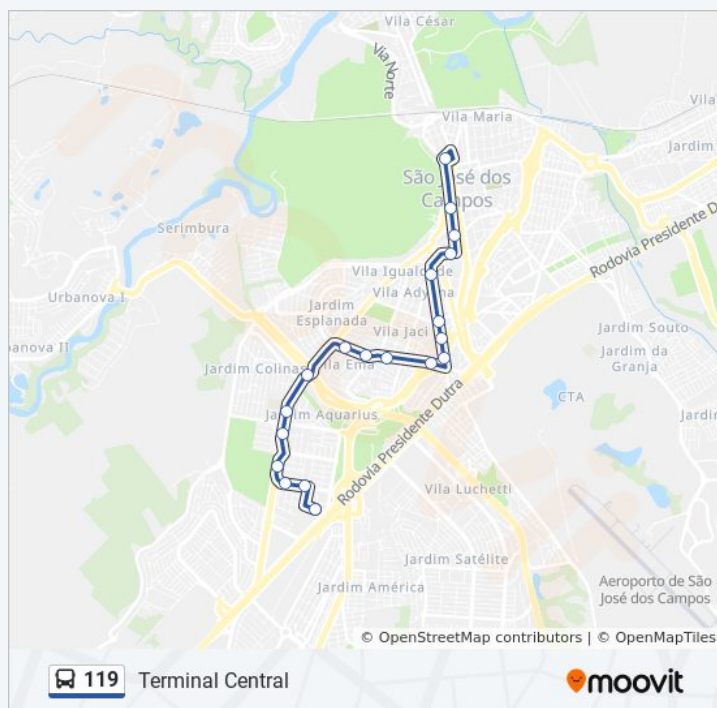 Vila César
Via Norte
Vila Maria
Jardim
São José dos
Campos
Rodovia Presidente D
Serimbura
Vila Igualdade
Vila Adyana
Urbanova I
Jardim
Esplanada
Vila Jaci
Jardim Souto
banova II
Jardim Colinas
Vila Ema
Jardim da
Granja
Rodovia Presidente Dutra
CTA
Jardim Aquarius
Jardi
Vila Luchetti
Jardim Satélite
Jardim América
Aeroporto de São
José dos Campos
© OpenStreetMap contributors | © OpenMapTiles
119 Terminal Central
moovit